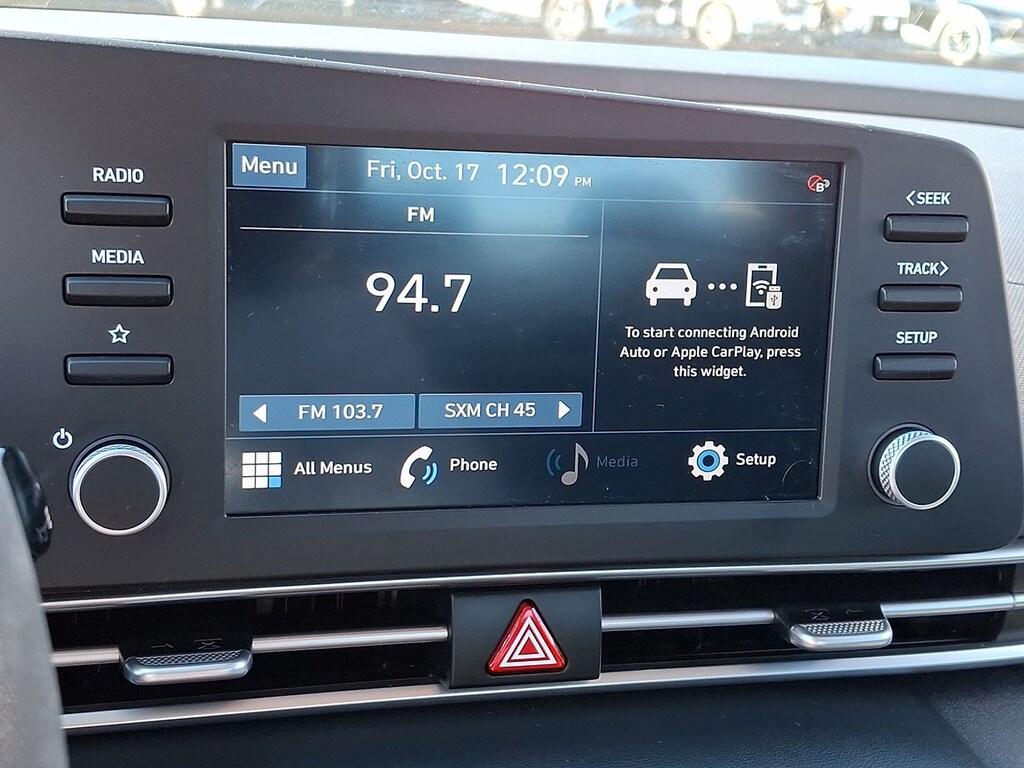 RADIO
MEDIA
Menu
Fri, Oct. 17 12:09 PM
B
FM
94.7
FM 103.7
SXM CH 45
To start connecting Android
Auto or Apple CarPlay, press
this widget.
All Menus
Phone
Media
Setup
<SEEK
TRACK>
SETUP